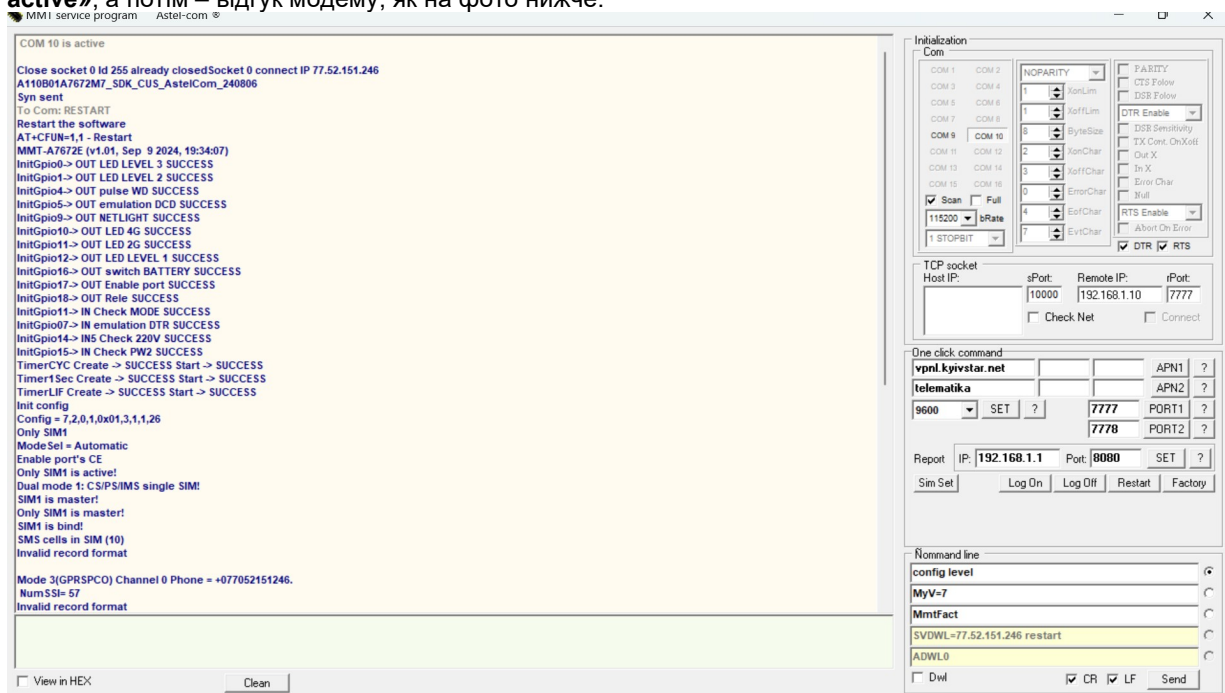 active», а потім – відгук модему, як на фото нижче.
MMT service program Astel-com ®
COM 10 is active
Close socket 0 Id 255 already closedSocket 0 connect IP 77.52.151.246
A110B01A7672M7_SDK_CUS_AstelCom_240806
Syn sent
To Com: RESTART
Restart the software
AT+CFUN=1,1 - Restart
MMT-A7672E (v1.01, Sep 9 2024, 19:34:07)
InitGpio0-> OUT LED LEVEL 3 SUCCESS
InitGpio1-> OUT LED LEVEL 2 SUCCESS
InitGpio4-> OUT pulse WD SUCCESS
InitGpio5-> OUT emulation DCD SUCCESS
InitGpio9-> OUT NETLIGHT SUCCESS
InitGpio10-> OUT LED 4G SUCCESS
InitGpio11-> OUT LED 2G SUCCESS
InitGpio12-> OUT LED LEVEL 1 SUCCESS
InitGpio16-> OUT switch BATTERY SUCCESS
InitGpio17-> OUT Enable port SUCCESS
InitGpio18-> OUT Rele SUCCESS
InitGpio11-> IN Check MODE SUCCESS
InitGpio07-> IN emulation DTR SUCCESS
InitGpio14-> IN5 Check 220V SUCCESS
InitGpio15-> IN Check PW2 SUCCESS
TimerCYC Create -> SUCCESS Start -> SUCCESS
Timer1Sec Create -> SUCCESS Start -> SUCCESS
TimerLIF Create -> SUCCESS Start -> SUCCESS
Init config
Config = 7,2,0,1,0x01,3,1,1,26
Only SIM1
ModeSel = Automatic
Enable port's CE
Only SIM1 is active!
Dual mode 1: CS/PS/IMS single SIM!
SIM1 is master!
Only SIM1 is master!
SIM1 is bind!
SMS cells in SIM (10)
Invalid record format
Mode 3(GPRSPCO) Channel 0 Phone = +077052151246.
NumSSI= 57
Invalid record format
View in HEX Clean
Initialization
Com
COM 1 COM 2
COM 3 COM 4
COM 5 COM 6
COM 7 COM 8
COM 9 COM 10
COM 11 COM 12
COM 13 COM 14
COM 15 COM 16
Scan Full
115200 bRate
1 STOPBIT
NOPARITY
1 XonLim
1 XoffLim
8 ByteSize
2 XonChar
3 XoffChar
0 ErrorChar
4 EofChar
7 EvtChar
PARITY
CTS Folow
DSR Folow
DTR Enable
DSR Sensitivity
TX Cont. OnXoff
Out X
In X
Error Char
Null
RTS Enable
Abort On Error
DTR RTS
TCP socket
Host IP: sPort: Remote IP: rPort:
10000 192.168.1.10 7777
Check Net Connect
One click command
vpnl.kyivstar.net APN1 ?
telematika APN2 ?
9600 SET ? 7777 PORT1 ?
7778 PORT2 ?
Report IP: 192.168.1.1 Port: 8080 SET ?
Sim Set Log On Log Off Restart Factory
Ñommand line
config level
MyV=7
MmtFact
SVDWL=77.52.151.246 restart
ADWL0
Dwl CR LF Send